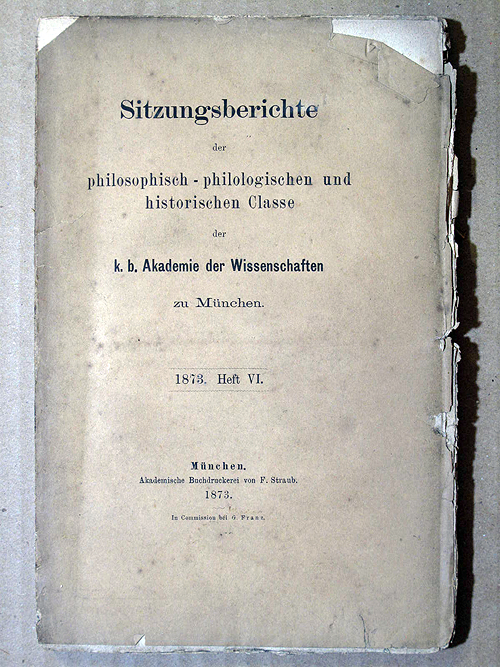 Sitzungsberichte
der
philosophisch - philologischen und
historischen Classe
der
k. b. Akademie der Wissenschaften
zu München.
1873. Heft VI.
München.
Akademische Buchdruckerei von F. Straub.
1873.
In Commission bei G. Franz.